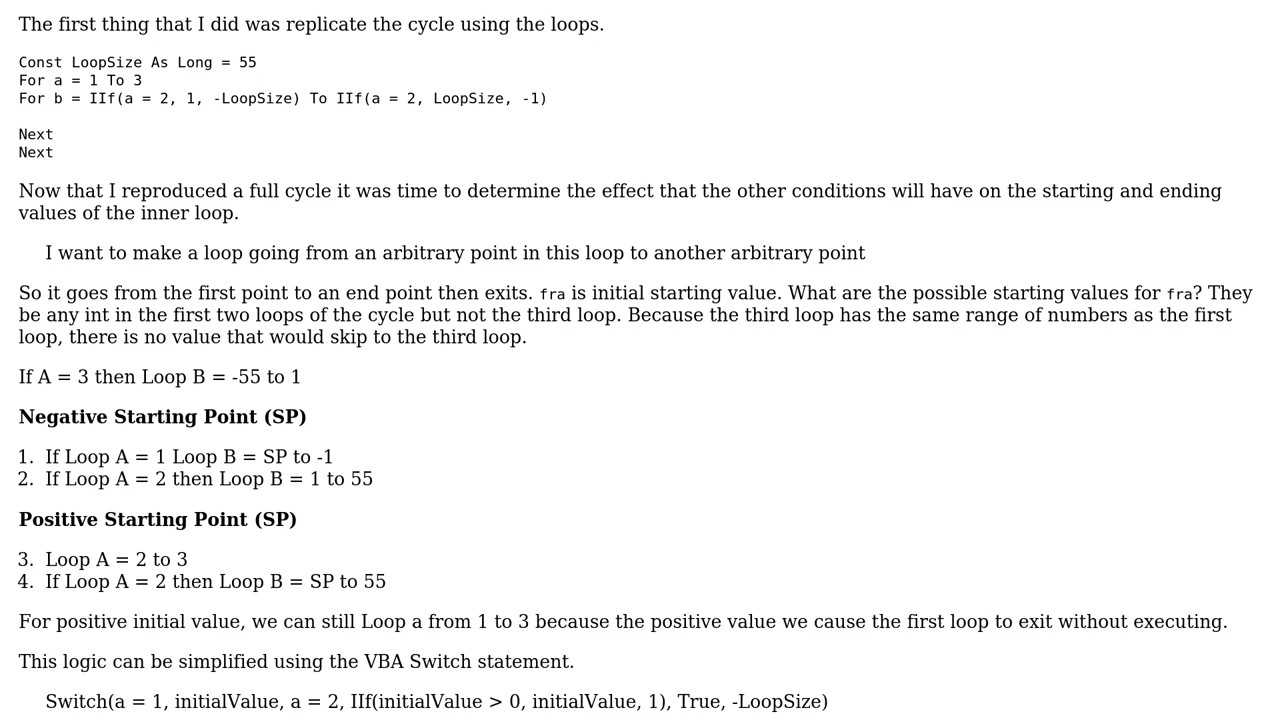 The first thing that I did was replicate the cycle using the loops.
Const LoopSize As Long = 55
For a = 1 To 3
For b = IIf(a = 2, 1, -LoopSize) To IIf(a = 2, LoopSize, -1)
Next
Next
Now that I reproduced a full cycle it was time to determine the effect that the other conditions will have on the starting and ending
values of the inner loop.
I want to make a loop going from an arbitrary point in this loop to another arbitrary point
So it goes from the first point to an end point then exits. fra is initial starting value. What are the possible starting values for fra? They
be any int in the first two loops of the cycle but not the third loop. Because the third loop has the same range of numbers as the first
loop, there is no value that would skip to the third loop.
If A = 3 then Loop B = -55 to 1
Negative Starting Point (SP)
1. If Loop A = 1 Loop B = SP to -1
2. If Loop A = 2 then Loop B = 1 to 55
Positive Starting Point (SP)
3. Loop A = 2 to 3
4. If Loop A = 2 then Loop B = SP to 55
For positive initial value, we can still Loop a from 1 to 3 because the positive value we cause the first loop to exit without executing.
This logic can be simplified using the VBA Switch statement.
Switch(a = 1, initialValue, a = 2, IIf(initialValue > 0, initialValue, 1), True, -LoopSize)